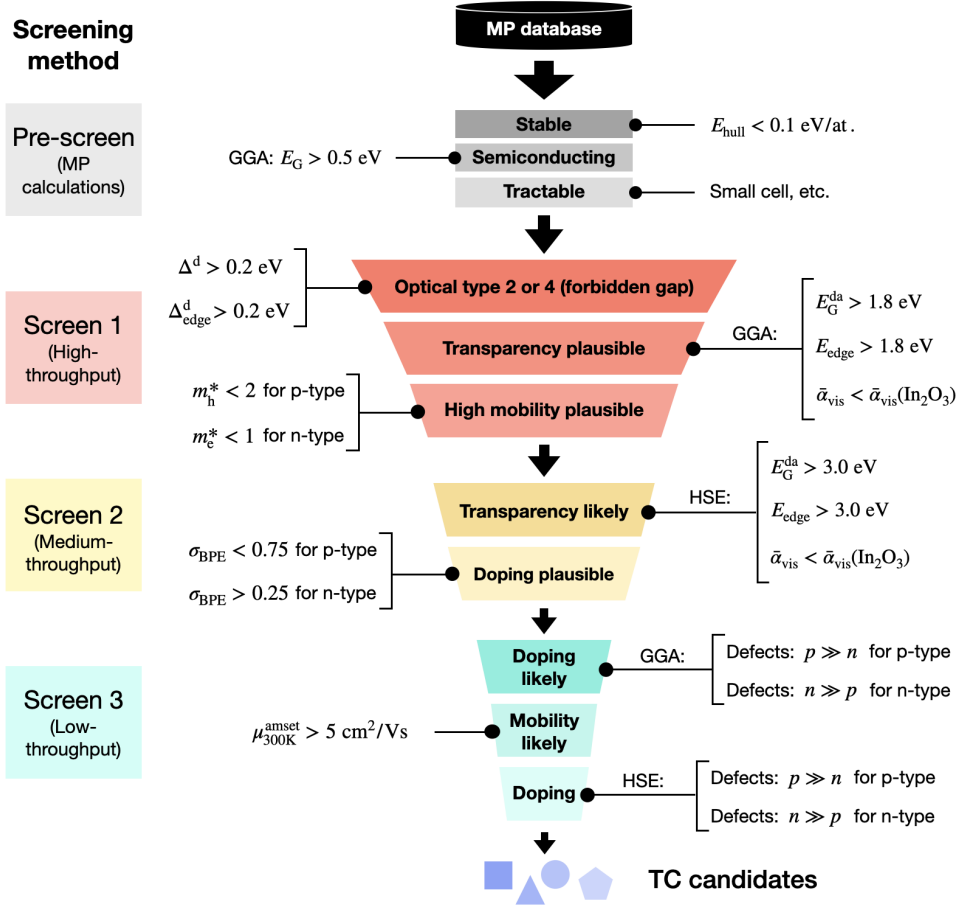 Screening
method
MP database
Pre-screen
(MP
calculations)
Stable
E_hull < 0.1 eV/at.
GGA: E_G > 0.5 eV
Semiconducting
Tractable
Small cell, etc.
Screen 1
(High-
throughput)
Δ^d > 0.2 eV
Δ^d_edge > 0.2 eV
Optical type 2 or 4 (forbidden gap)
Transparency plausible
GGA:
E_G^da > 1.8 eV
E_edge > 1.8 eV
ᾱ_vis < ᾱ_vis(In₂O₃)
m*_h < 2 for p-type
m*_e < 1 for n-type
High mobility plausible
Screen 2
(Medium-
throughput)
Transparency likely
HSE:
E_G^da > 3.0 eV
E_edge > 3.0 eV
ᾱ_vis < ᾱ_vis(In₂O₃)
σ_BPE < 0.75 for p-type
σ_BPE > 0.25 for n-type
Doping plausible
Screen 3
(Low-
throughput)
Doping
likely
GGA:
Defects: p ≫ n for p-type
Defects: n ≫ p for n-type
μ_300K^amset > 5 cm²/Vs
Mobility
likely
Doping
HSE:
Defects: p ≫ n for p-type
Defects: n ≫ p for n-type
TC candidates